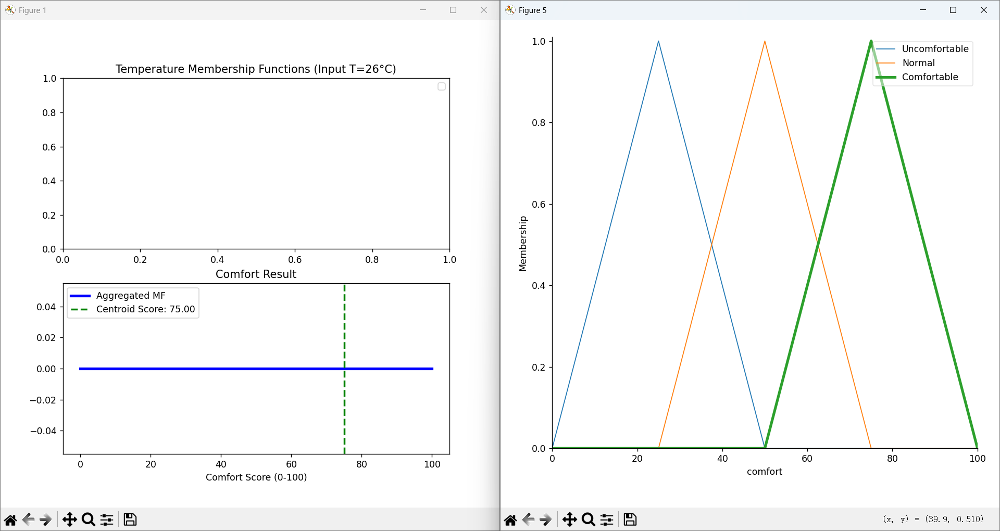 Figure 1
Temperature Membership Functions (Input T=26°C)
1.0
0.8
0.6
0.4
0.2
0.0
0.0 0.2 0.4 0.6 0.8 1.0
Comfort Result
Aggregated MF
Centroid Score: 75.00
0.04
0.02
0.00
−0.02
−0.04
0 20 40 60 80 100
Comfort Score (0-100)
Figure 5
Uncomfortable
Normal
Comfortable
1.0
0.8
0.6
0.4
0.2
0.0
Membership
0 20 40 60 80 100
comfort
(x, y) = (39.9, 0.510)